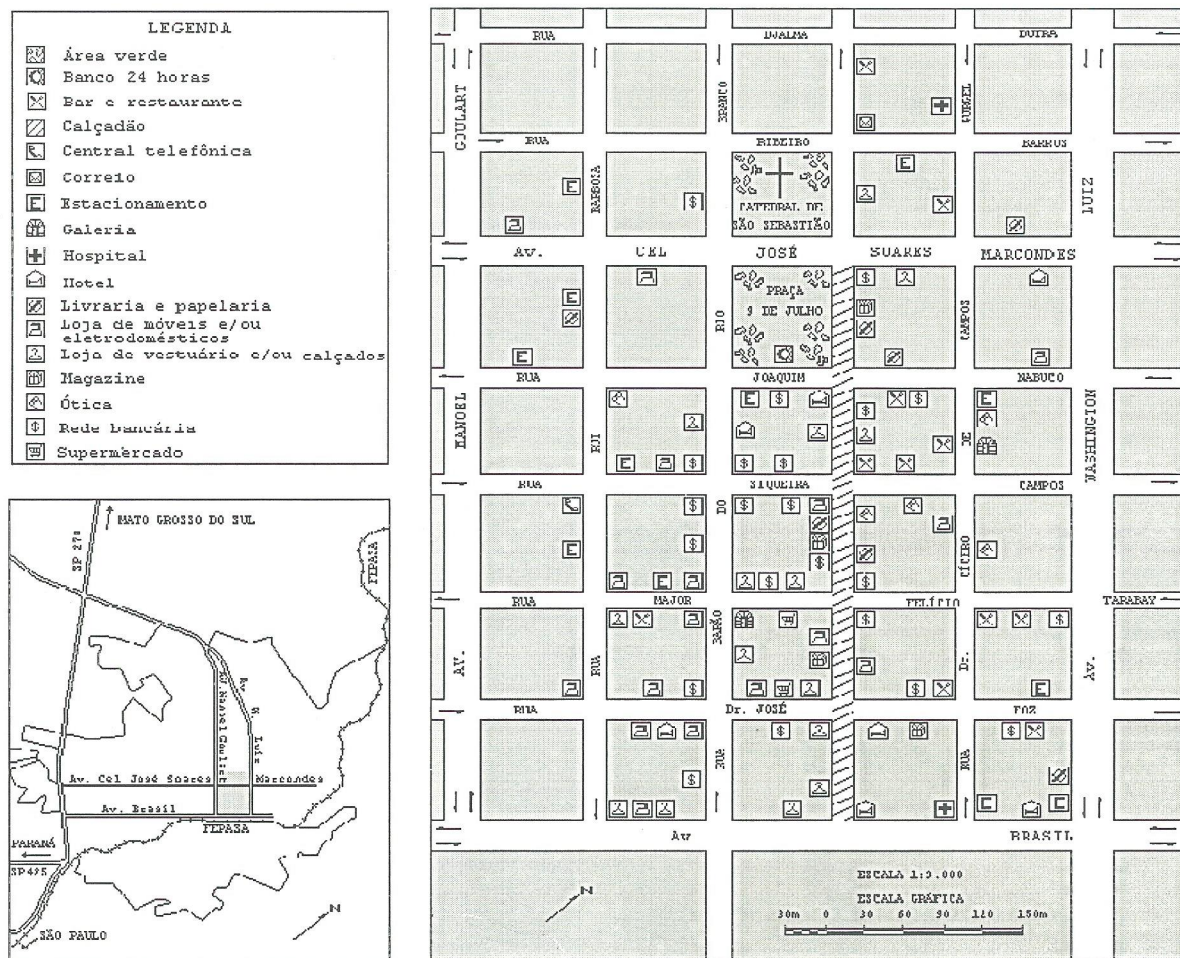 LEGENDA
Área verde
Banco 24 horas
Bar e restaurante
Calçadão
Central telefônica
Correio
E Estacionamento
Galeria
Hospital
Hotel
Livraria e papelaria
Loja de móveis e/ou
eletrodomésticos
Loja de vestuário e/ou calçados
Magazine
Ótica
$ Rede bancária
Supermercado
MATO GROSSO DO SUL
FEPASA
Av. Cel José Soares Marcondes
Av. Brasil
FEPASA
PARANÁ
SÃO PAULO
N
RUA DJALMA DUTRA
RUA RIBEIRO BARROS
CATEDRAL DE
SÃO SEBASTIÃO
AV. CEL JOSÉ SUARES MARCONDES
PRAÇA
9 DE JULHO
RUA JOAQUIM NABUCO
RUA SIQUEIRA CAMPOS
RUA MAJOR FELÍCIO TARABAY
RUA Dr. JOSÉ FOZ
AV BRASIL
AV. MANOEL GOULART
RUA RUI BARBOSA
RUA BARÃO DO RIO BRANCO
RUA Dr. CÍCERO DE CAMPOS GURGEL
Av. WASHINGTON LUIZ
N
ESCALA GRÁFICA
30m 0 30 60 90 120 150m